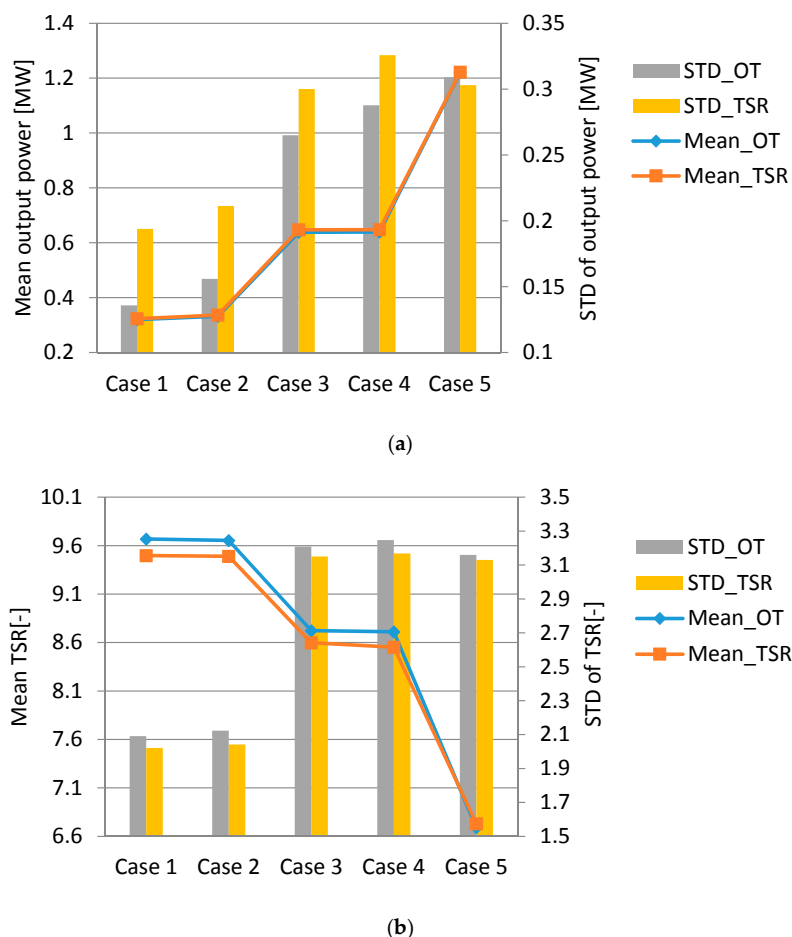 Mean output power [MW]
1.4
1.2
1
0.8
0.6
0.4
0.2
0.35
0.3
0.25
0.2
0.15
0.1
STD of output power [MW]
Case 1 Case 2 Case 3 Case 4 Case 5
STD_OT
STD_TSR
Mean_OT
Mean_TSR
(a)
Mean TSR[-]
10.1
9.6
9.1
8.6
8.1
7.6
7.1
6.6
3.5
3.3
3.1
2.9
2.7
2.5
2.3
2.1
1.9
1.7
1.5
STD of TSR[-]
Case 1 Case 2 Case 3 Case 4 Case 5
STD_OT
STD_TSR
Mean_OT
Mean_TSR
(b)